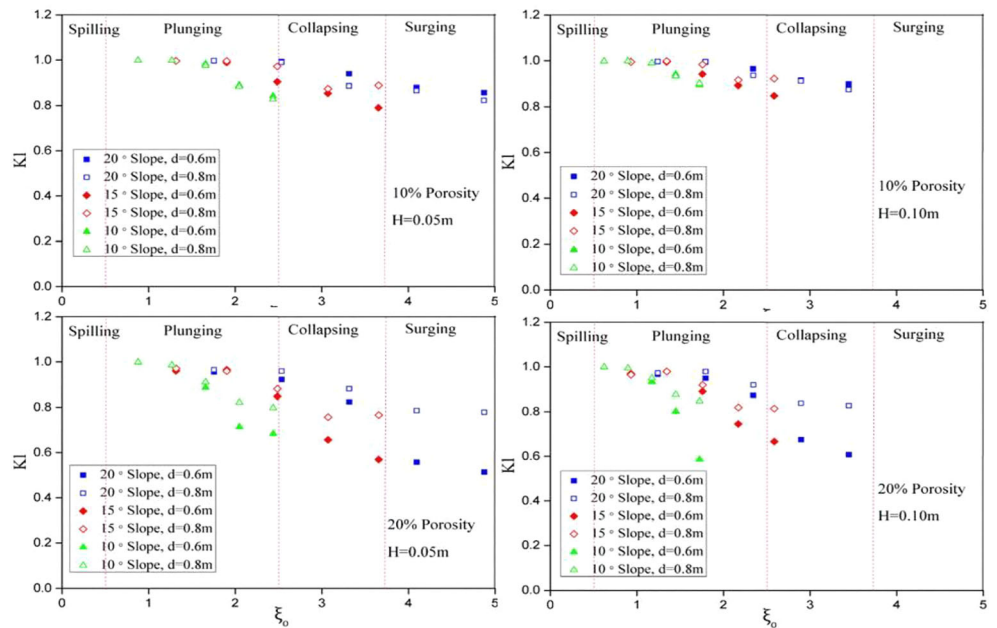 Spilling Plunging Collapsing Surging
1.2
1.0
0.8
0.6
0.4
0.2
0.0
Kl
20 ° Slope, d=0.6m
20 ° Slope, d=0.8m
15 ° Slope, d=0.6m
15 ° Slope, d=0.8m
10 ° Slope, d=0.6m
10 ° Slope, d=0.8m
10% Porosity
H=0.05m
0 1 2 3 4 5
Spilling Plunging Collapsing Surging
1.2
1.0
0.8
0.6
0.4
0.2
0.0
Kl
20 ° Slope, d=0.6m
20 ° Slope, d=0.8m
15 ° Slope, d=0.6m
15 ° Slope, d=0.8m
10 ° Slope, d=0.6m
10 ° Slope, d=0.8m
10% Porosity
H=0.10m
0 1 2 3 4 5
Spilling Plunging Collapsing Surging
1.2
1.0
0.8
0.6
0.4
0.2
0.0
Kl
20 ° Slope, d=0.6m
20 ° Slope, d=0.8m
15 ° Slope, d=0.6m
15 ° Slope, d=0.8m
10 ° Slope, d=0.6m
10 ° Slope, d=0.8m
20% Porosity
H=0.05m
0 1 2 3 4 5
ξo
Spilling Plunging Collapsing Surging
1.2
1.0
0.8
0.6
0.4
0.2
0.0
Kl
20 ° Slope, d=0.6m
20 ° Slope, d=0.8m
15 ° Slope, d=0.6m
15 ° Slope, d=0.8m
10 ° Slope, d=0.6m
10 ° Slope, d=0.8m
20% Porosity
H=0.10m
0 1 2 3 4 5
ξo